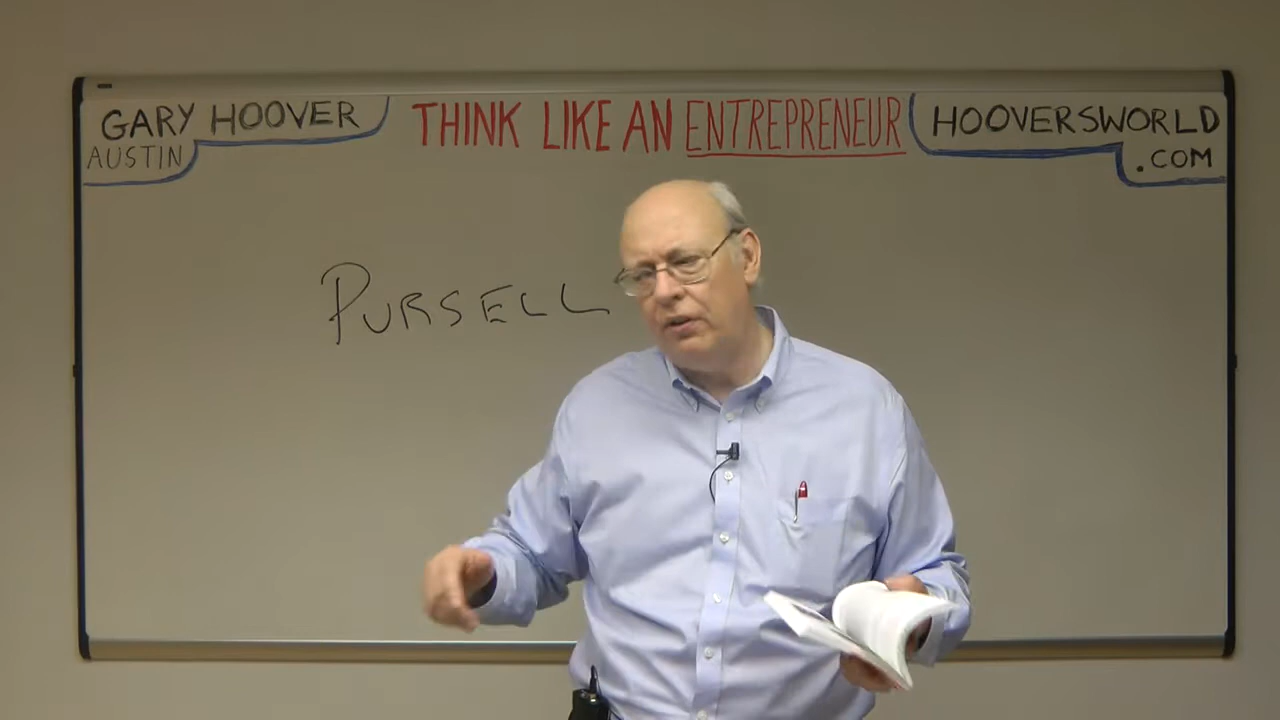 GARY HOOVER
AUSTIN
THINK LIKE AN ENTREPRENEUR
HOOVERSWORLD
.COM
PURSELL